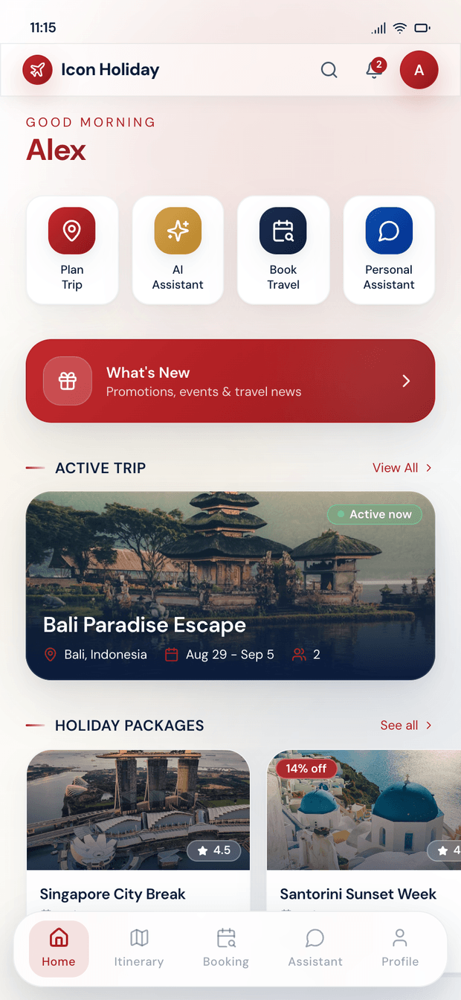 11:15
Icon Holiday
2
A
GOOD MORNING
Alex
Plan
Trip
AI
Assistant
Book
Travel
Personal
Assistant
What's New
Promotions, events & travel news
ACTIVE TRIP
View All
Active now
Bali Paradise Escape
Bali, Indonesia
Aug 29 - Sep 5
2
HOLIDAY PACKAGES
See all
14% off
4.5
4
Singapore City Break
Santorini Sunset Week
Home
Itinerary
Booking
Assistant
Profile